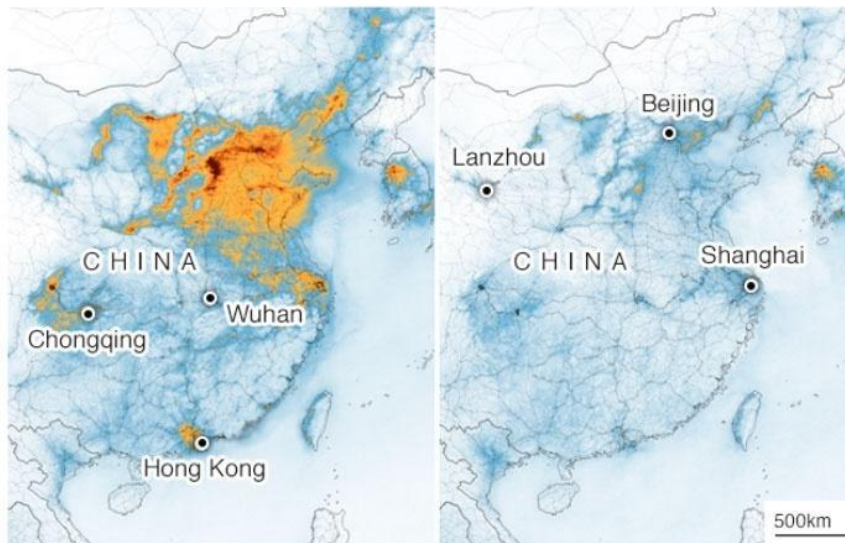 CHINA
Wuhan
Chongqing
Hong Kong
Beijing
Lanzhou
CHINA
Shanghai
500km